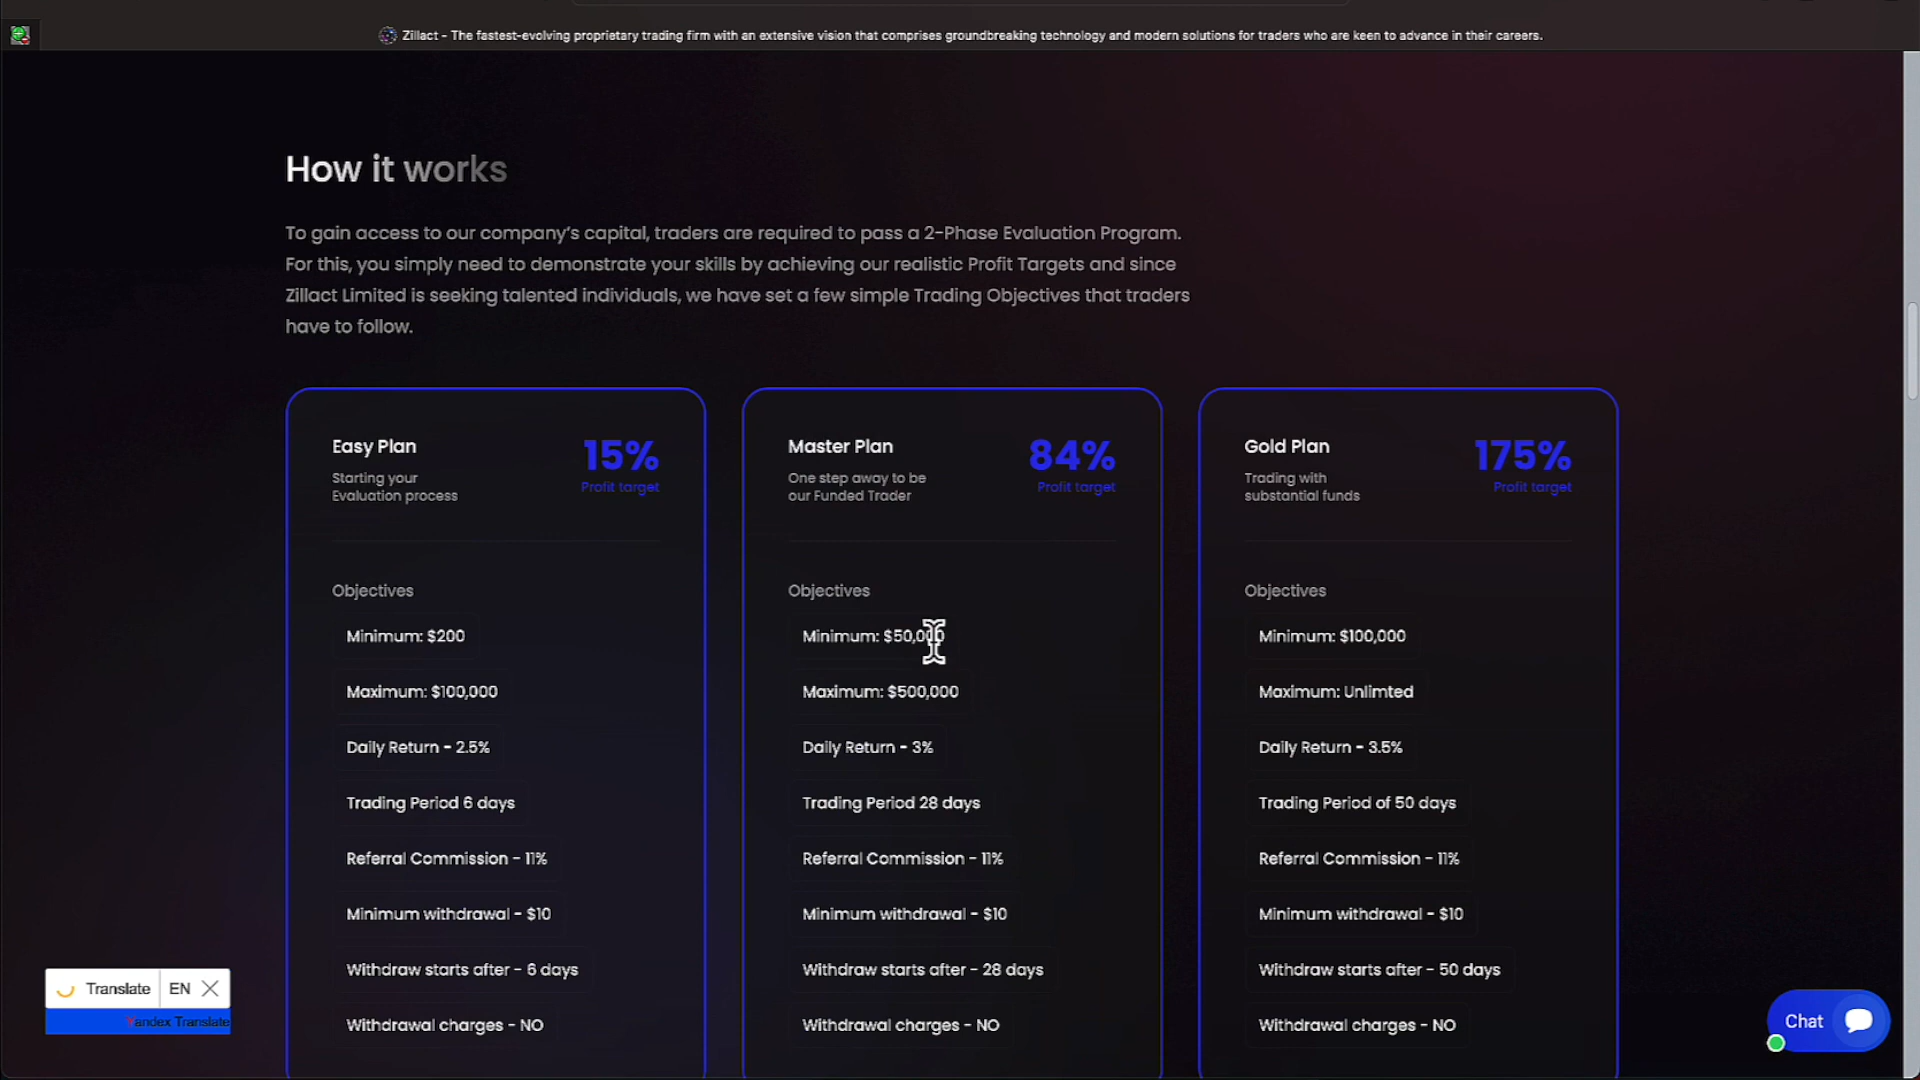 Zillact - The fastest-evolving proprietary trading firm with an extensive vision that comprises groundbreaking technology and modern solutions for traders who are keen to advance in their careers.
How it works
To gain access to our company's capital, traders are required to pass a 2-Phase Evaluation Program.
For this, you simply need to demonstrate your skills by achieving our realistic Profit Targets and since
Zillact Limited is seeking talented individuals, we have set a few simple Trading Objectives that traders
have to follow.
Easy Plan
15%
Starting your
Evaluation process
Profit target
Objectives
Minimum: $200
Maximum: $100,000
Daily Return - 2.5%
Trading Period 6 days
Referral Commission - 11%
Minimum withdrawal - $10
Withdraw starts after - 6 days
Withdrawal charges - NO
Master Plan
84%
One step away to be
our Funded Trader
Profit target
Objectives
Minimum: $50,000
Maximum: $500,000
Daily Return - 3%
Trading Period 28 days
Referral Commission - 11%
Minimum withdrawal - $10
Withdraw starts after - 28 days
Withdrawal charges - NO
Gold Plan
175%
Trading with
substantial funds
Profit target
Objectives
Minimum: $100,000
Maximum: Unlimted
Daily Return - 3.5%
Trading Period of 50 days
Referral Commission - 11%
Minimum withdrawal - $10
Withdraw starts after - 50 days
Withdrawal charges - NO
Translate EN
Yandex Translate
Chat